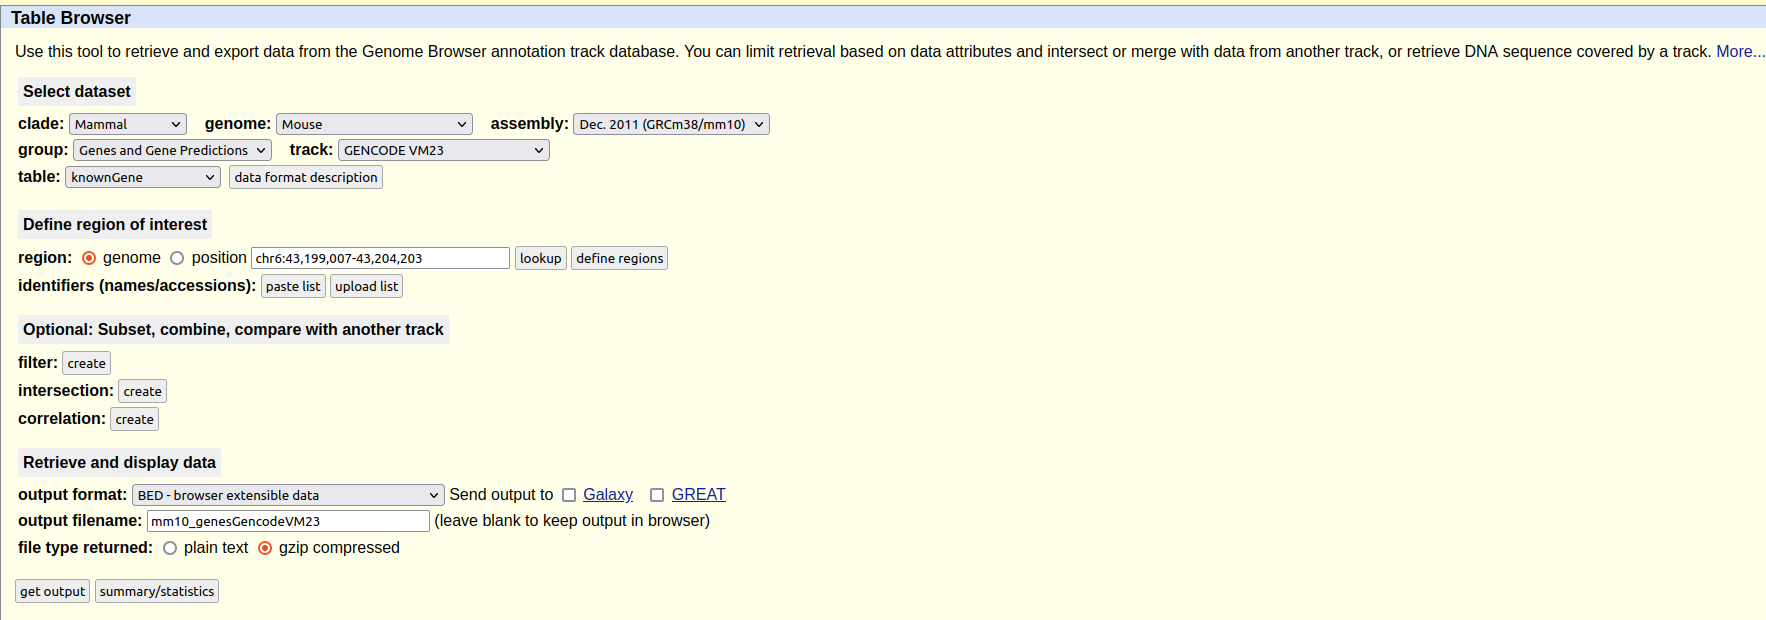 Table Browser
Use this tool to retrieve and export data from the Genome Browser annotation track database. You can limit retrieval based on data attributes and intersect or merge with data from another track, or retrieve DNA sequence covered by a track. More...
Select dataset
clade: Mammal genome: Mouse assembly: Dec. 2011 (GRCm38/mm10)
group: Genes and Gene Predictions track: GENCODE VM23
table: knownGene data format description
Define region of interest
region: genome position chr6:43,199,007-43,204,203 lookup define regions
identifiers (names/accessions): paste list upload list
Optional: Subset, combine, compare with another track
filter: create
intersection: create
correlation: create
Retrieve and display data
output format: BED - browser extensible data Send output to Galaxy GREAT
output filename: mm10_genesGencodeVM23 (leave blank to keep output in browser)
file type returned: plain text gzip compressed
get output summary/statistics